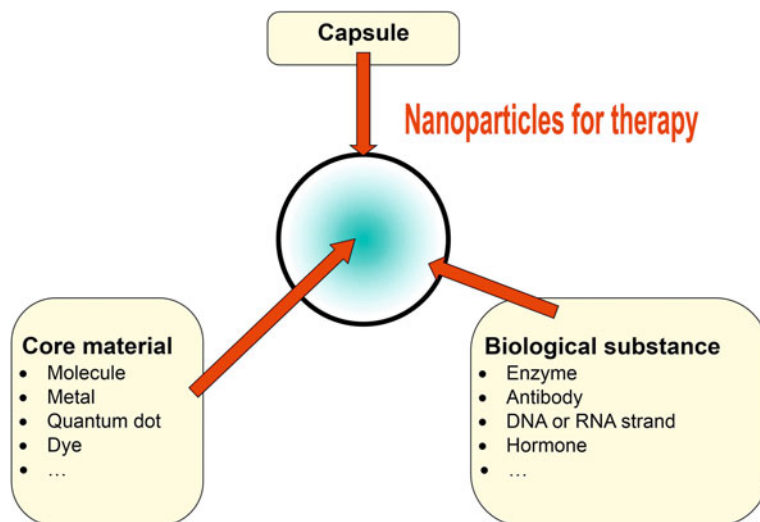 Capsule
Nanoparticles for therapy
Core material
• Molecule
• Metal
• Quantum dot
• Dye
• ...
Biological substance
• Enzyme
• Antibody
• DNA or RNA strand
• Hormone
• ...